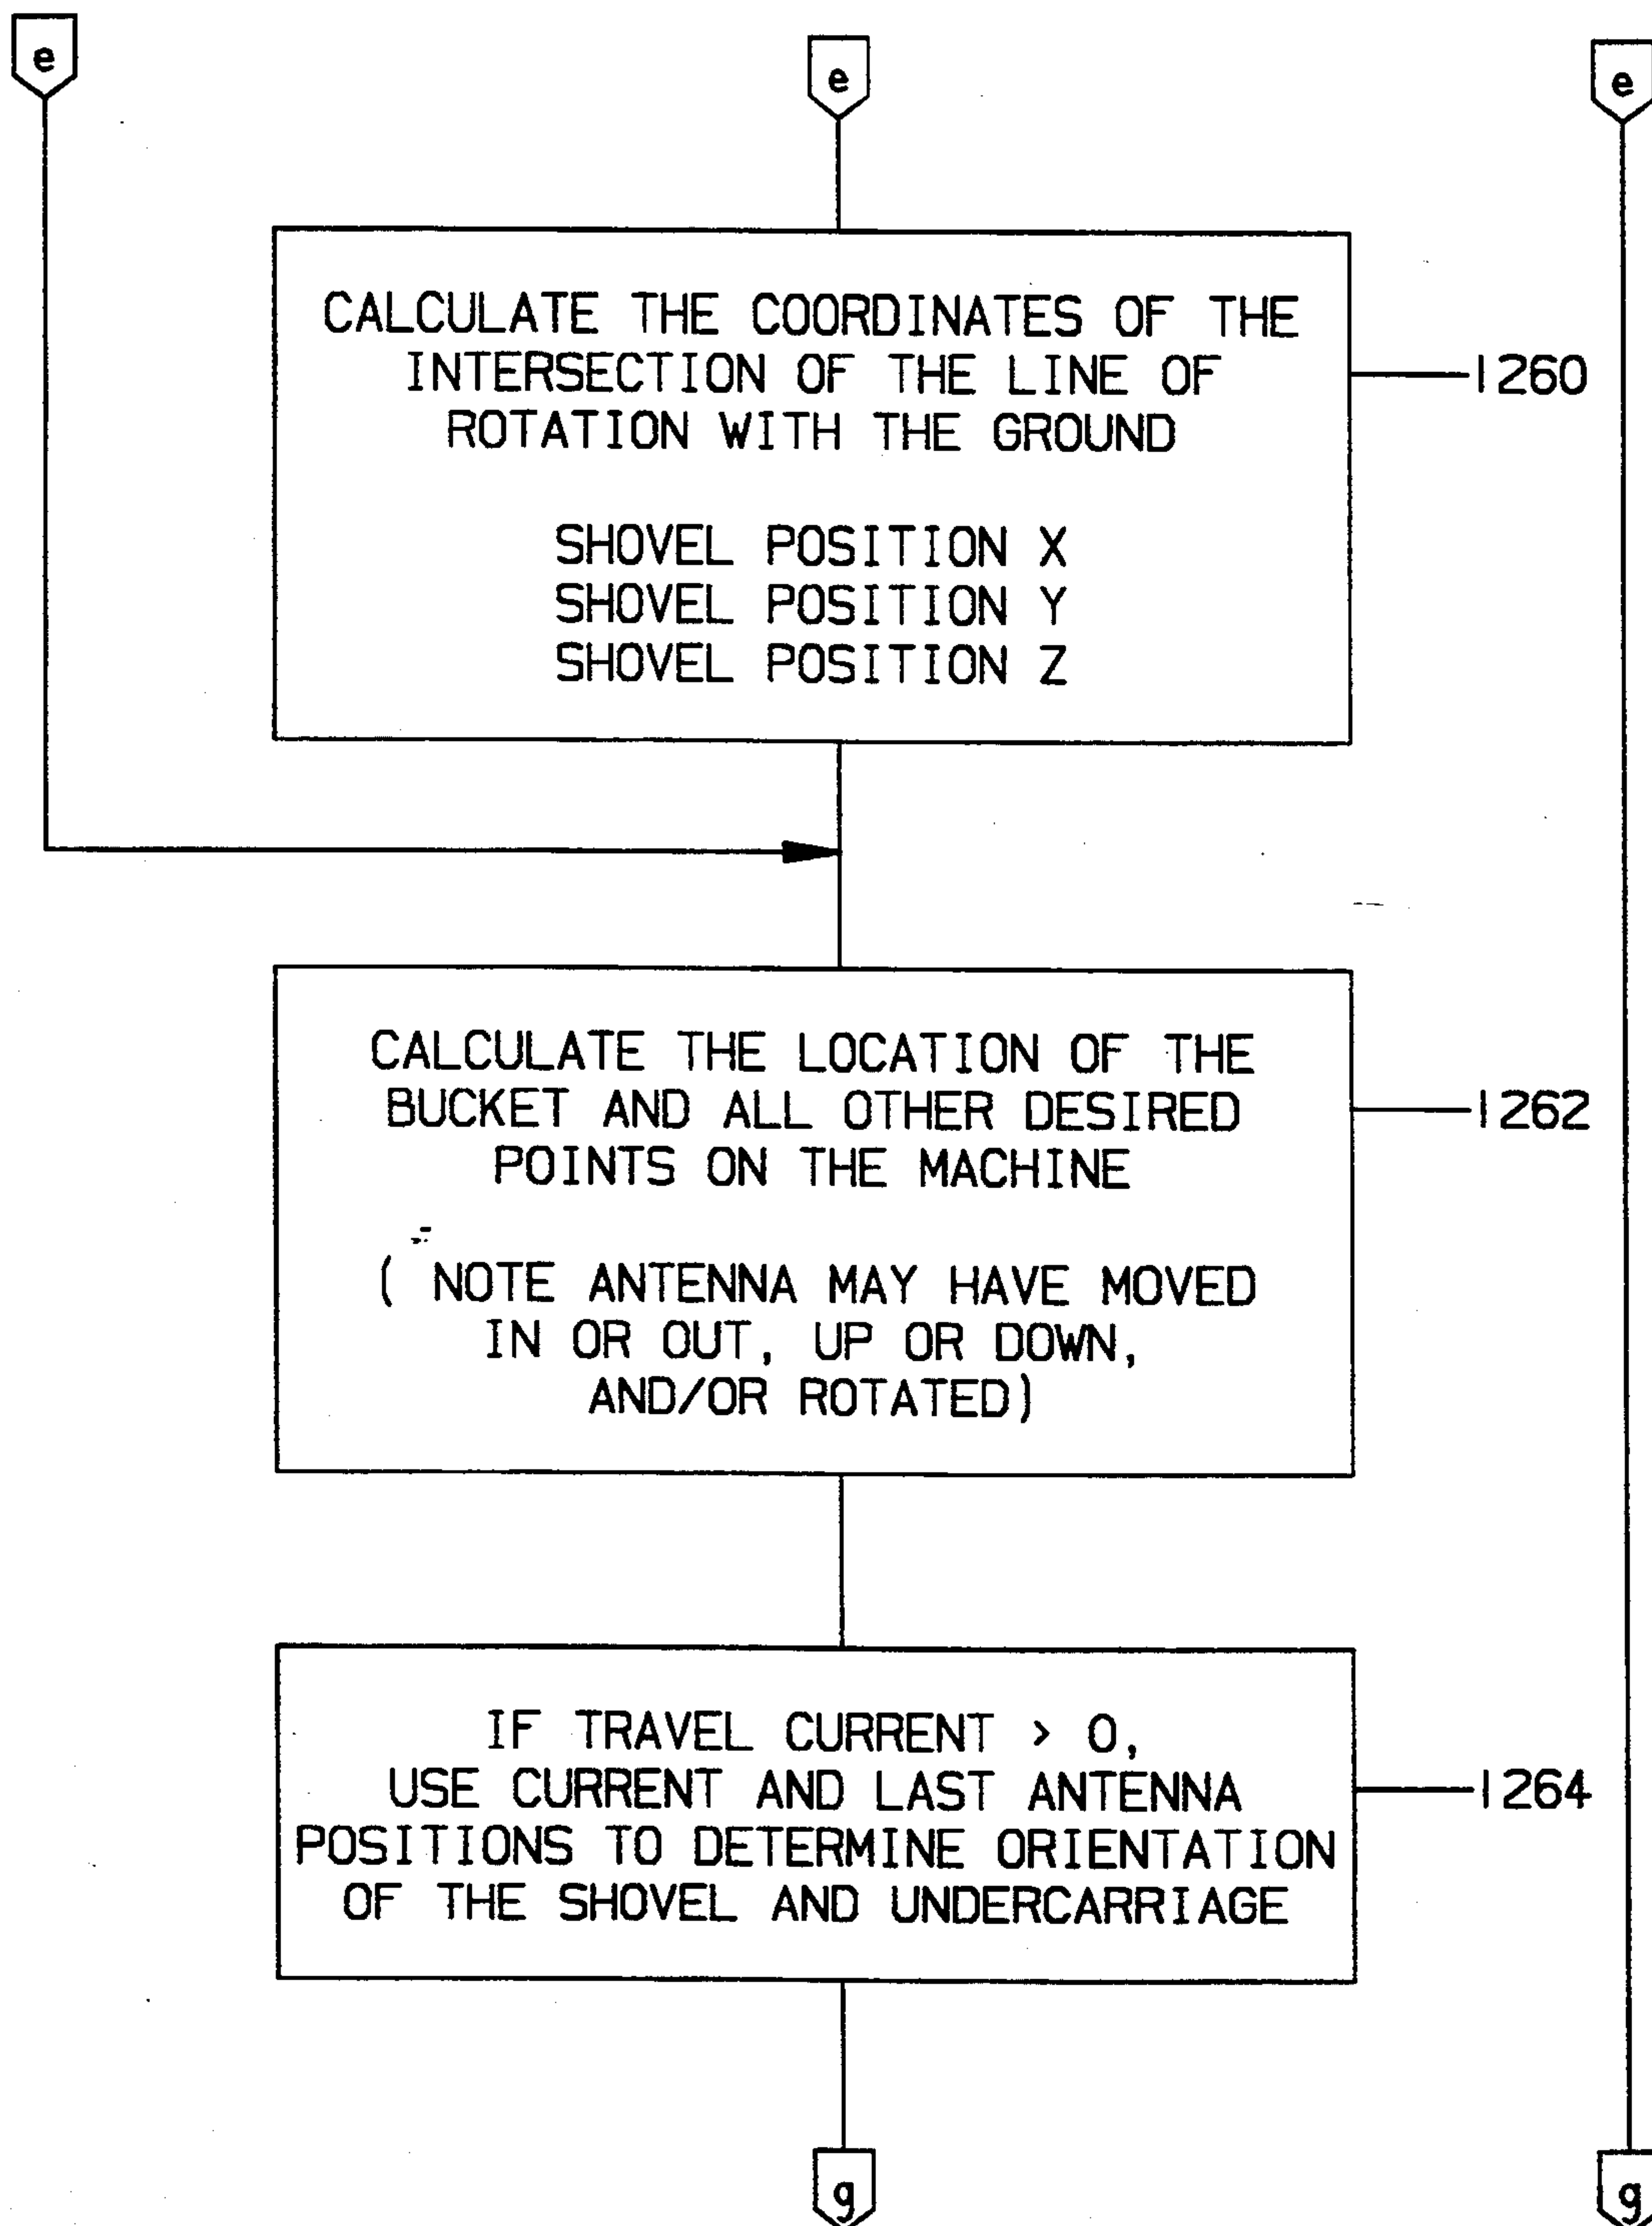 e
e
e
CALCULATE THE COORDINATES OF THE
INTERSECTION OF THE LINE OF
ROTATION WITH THE GROUND
SHOVEL POSITION X
SHOVEL POSITION Y
SHOVEL POSITION Z
1260
CALCULATE THE LOCATION OF THE
BUCKET AND ALL OTHER DESIRED
POINTS ON THE MACHINE
( NOTE ANTENNA MAY HAVE MOVED
IN OR OUT, UP OR DOWN,
AND/OR ROTATED)
1262
IF TRAVEL CURRENT > 0,
USE CURRENT AND LAST ANTENNA
POSITIONS TO DETERMINE ORIENTATION
OF THE SHOVEL AND UNDERCARRIAGE
1264
g
g